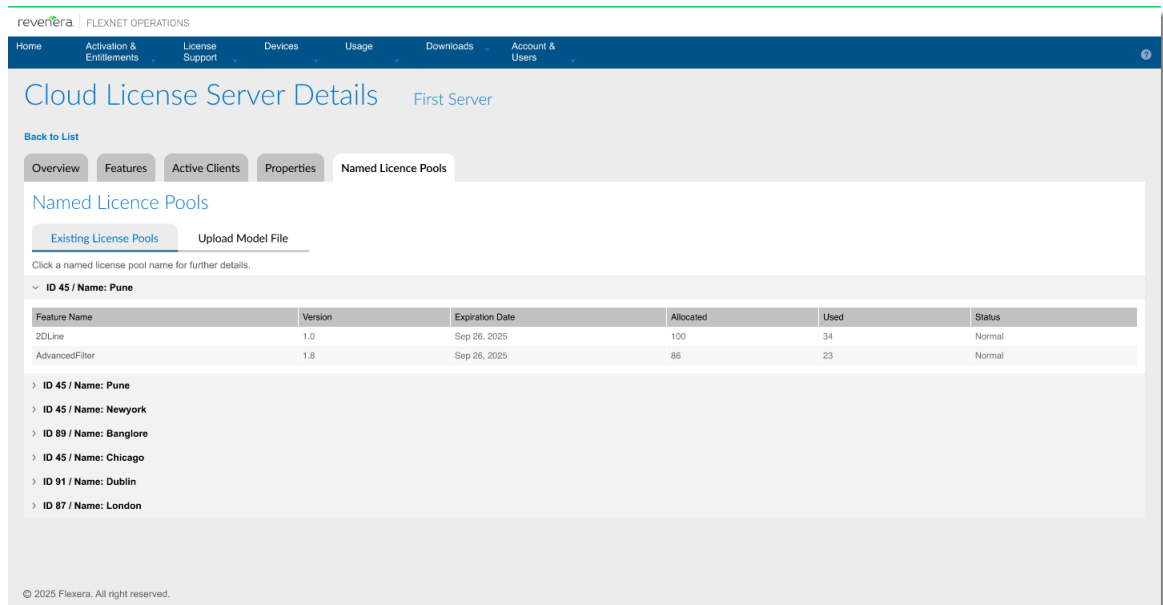 revenera. FLEXNET OPERATIONS
Home Activation & Entitlements License Support Devices Usage Downloads Account & Users ?
Cloud License Server Details First Server
Back to List
Overview Features Active Clients Properties Named Licence Pools
Named Licence Pools
Existing License Pools Upload Model File
Click a named license pool name for further details.
ID 45 / Name: Pune
Feature Name Version Expiration Date Allocated Used Status
2DLine 1.0 Sep 26, 2025 100 34 Normal
AdvancedFilter 1.8 Sep 26, 2025 86 23 Normal
ID 45 / Name: Pune
ID 45 / Name: Newyork
ID 89 / Name: Banglore
ID 45 / Name: Chicago
ID 91 / Name: Dublin
ID 87 / Name: London
© 2025 Flexera. All right reserved.